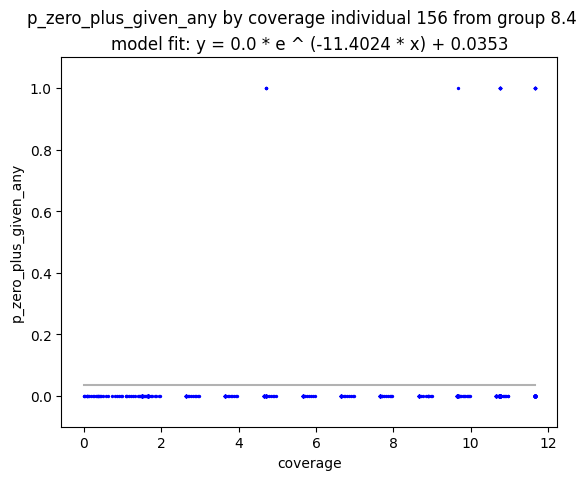 p_zero_plus_given_any by coverage individual 156 from group 8.4
model fit: y = 0.0 * e ^ (-11.4024 * x) + 0.0353
p_zero_plus_given_any
1.0
0.8
0.6
0.4
0.2
0.0
0 2 4 6 8 10 12
coverage